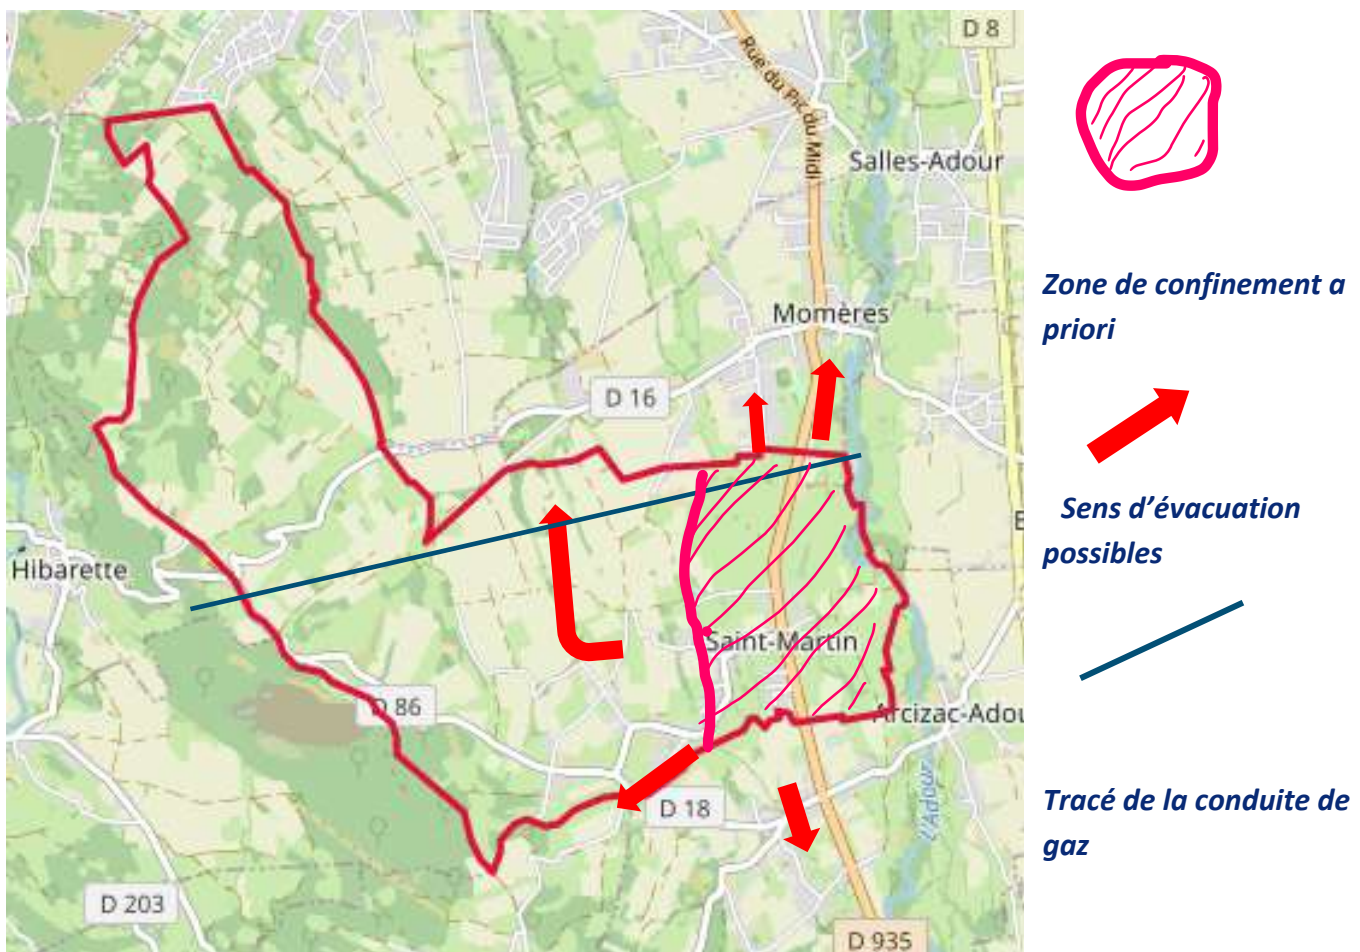 D 8
Rue du Pic du Midi
Salles-Adour
Momères
D 16
Hibarette
Saint-Martin
D 86
Arcizac-Adou
D 18
l'Adour
D 203
D 935
Zone de confinement a
priori
Sens d’évacuation
possibles
Tracé de la conduite de
gaz